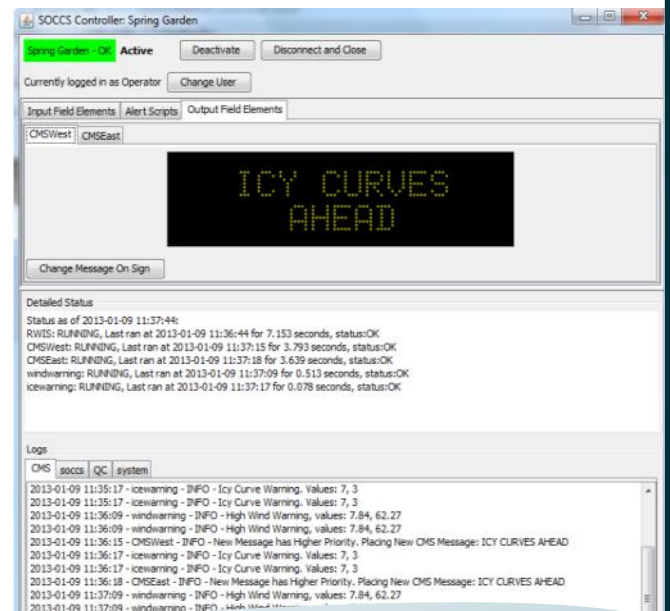 SOCCS Controller: Spring Garden
Spring Garden - OK Active Deactivate Disconnect and Close
Currently logged in as Operator Change User
Input Field Elements Alert Scripts Output Field Elements
CMSWest CMSEast
ICY CURVES
AHEAD
Change Message On Sign
Detailed Status
Status as of 2013-01-09 11:37:44:
RWIS: RUNNING, Last ran at 2013-01-09 11:36:44 for 7.153 seconds, status:OK
CMSWest: RUNNING, Last ran at 2013-01-09 11:37:15 for 3.793 seconds, status:OK
CMSEast: RUNNING, Last ran at 2013-01-09 11:37:18 for 3.639 seconds, status:OK
windwarning: RUNNING, Last ran at 2013-01-09 11:37:09 for 0.513 seconds, status:OK
icewarning: RUNNING, Last ran at 2013-01-09 11:37:17 for 0.078 seconds, status:OK
Logs
CMS soccs QC system
2013-01-09 11:35:17 - icewarning - INFO - Icy Curve Warning. Values: 7, 3
2013-01-09 11:35:17 - icewarning - INFO - Icy Curve Warning. Values: 7, 3
2013-01-09 11:36:09 - windwarning - INFO - High Wind Warning, values: 7.84, 62.27
2013-01-09 11:36:09 - windwarning - INFO - High Wind Warning, values: 7.84, 62.27
2013-01-09 11:36:15 - CMSWest - INFO - New Message has Higher Priority. Placing New CMS Message: ICY CURVES AHEAD
2013-01-09 11:36:17 - icewarning - INFO - Icy Curve Warning. Values: 7, 3
2013-01-09 11:36:17 - icewarning - INFO - Icy Curve Warning. Values: 7, 3
2013-01-09 11:36:18 - CMSEast - INFO - New Message has Higher Priority. Placing New CMS Message: ICY CURVES AHEAD
2013-01-09 11:37:09 - windwarning - INFO - High Wind Warning, values: 7.84, 62.27
2013-01-09 11:37:09 - windwarning - INFO - High Wind